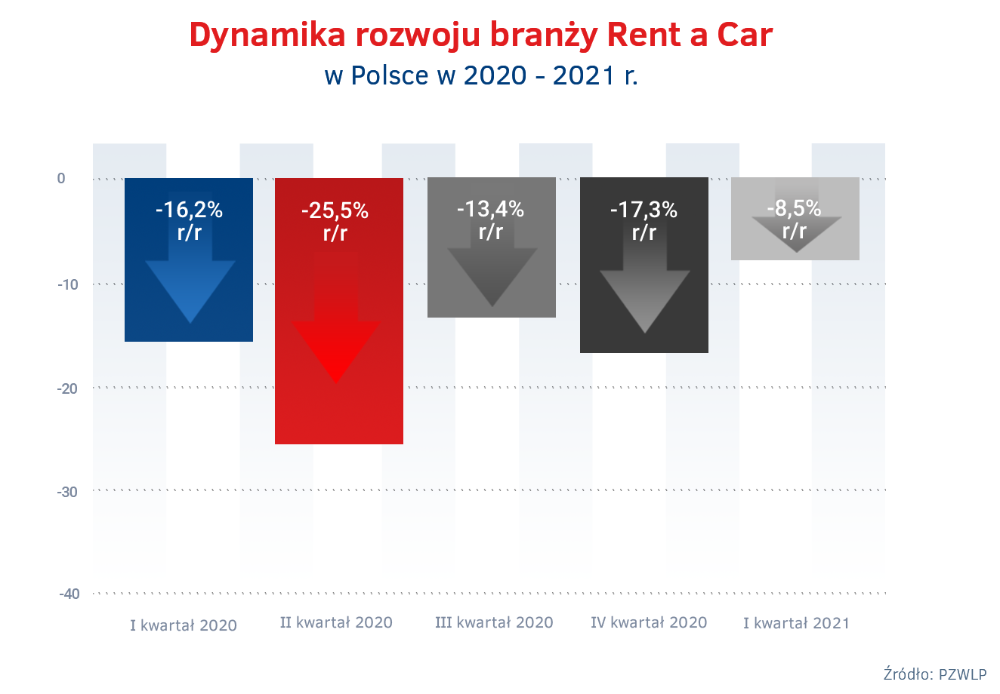 Dynamika rozwoju branży Rent a Car
w Polsce w 2020 - 2021 r.
0
-10
-20
-30
-40
-16,2%
r/r
-25,5%
r/r
-13,4%
r/r
-17,3%
r/r
-8,5%
r/r
I kwartał 2020
II kwartał 2020
III kwartał 2020
IV kwartał 2020
I kwartał 2021
Źródło: PZWLP